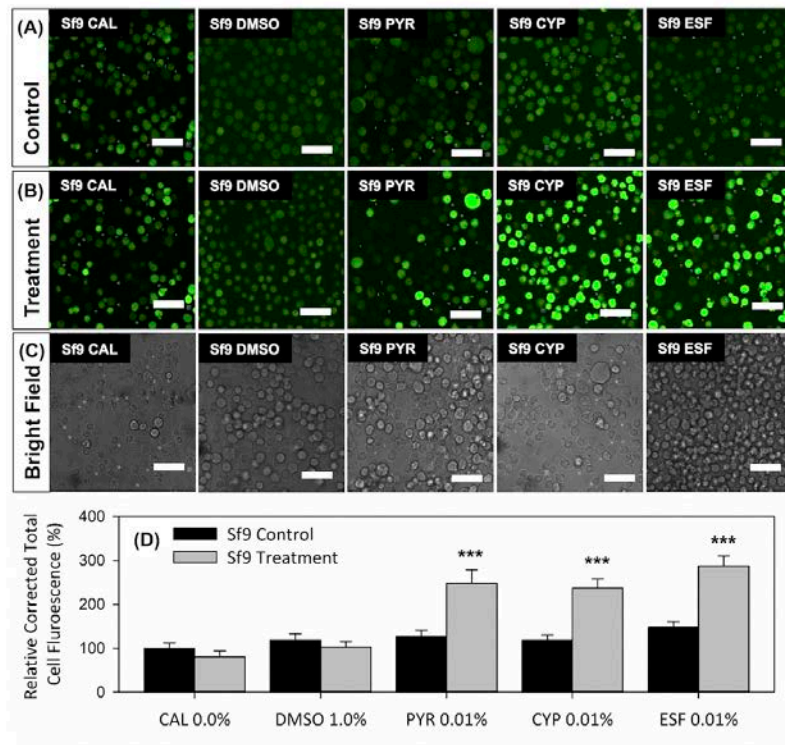 (A) Sf9 CAL Sf9 DMSO Sf9 PYR Sf9 CYP Sf9 ESF
Control
(B) Sf9 CAL Sf9 DMSO Sf9 PYR Sf9 CYP Sf9 ESF
Treatment
(C) Sf9 CAL Sf9 DMSO Sf9 PYR Sf9 CYP Sf9 ESF
Bright Field
Relative Corrected Total
Cell Fluroescence (%)
400
300
200
100
0
(D)
Sf9 Control
Sf9 Treatment
*** *** ***
CAL 0.0% DMSO 1.0% PYR 0.01% CYP 0.01% ESF 0.01%